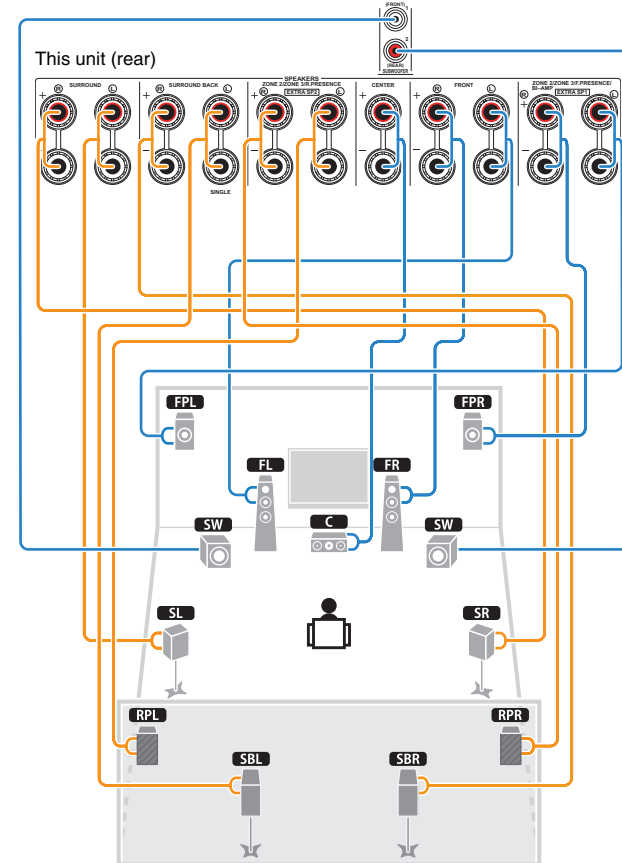 (FRONT)
1
2
(REAR)
SUBWOOFER
This unit (rear)
SPEAKERS
SURROUND
SURROUND BACK
ZONE 2/ZONE 3/R.PRESENCE
EXTRA SP2
CENTER
FRONT
ZONE 2/ZONE 3/F.PRESENCE/
BI-AMP
EXTRA SP1
R L R L R L R L R L
+ + + + + +
− − − − − −
SINGLE
FPL FPR
FL FR
SW C SW
SL SR
RPL RPR
SBL SBR